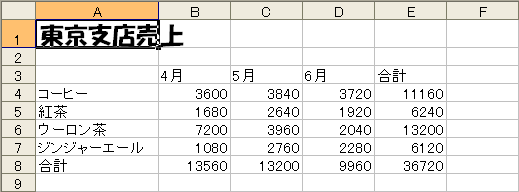 A B C D E F
1 東京支店売上
2
3 4月 5月 6月 合計
4 コーヒー 3600 3840 3720 11160
5 紅茶 1680 2640 1920 6240
6 ウーロン茶 7200 3960 2040 13200
7 ジンジャーエール 1080 2760 2280 6120
8 合計 13560 13200 9960 36720
9